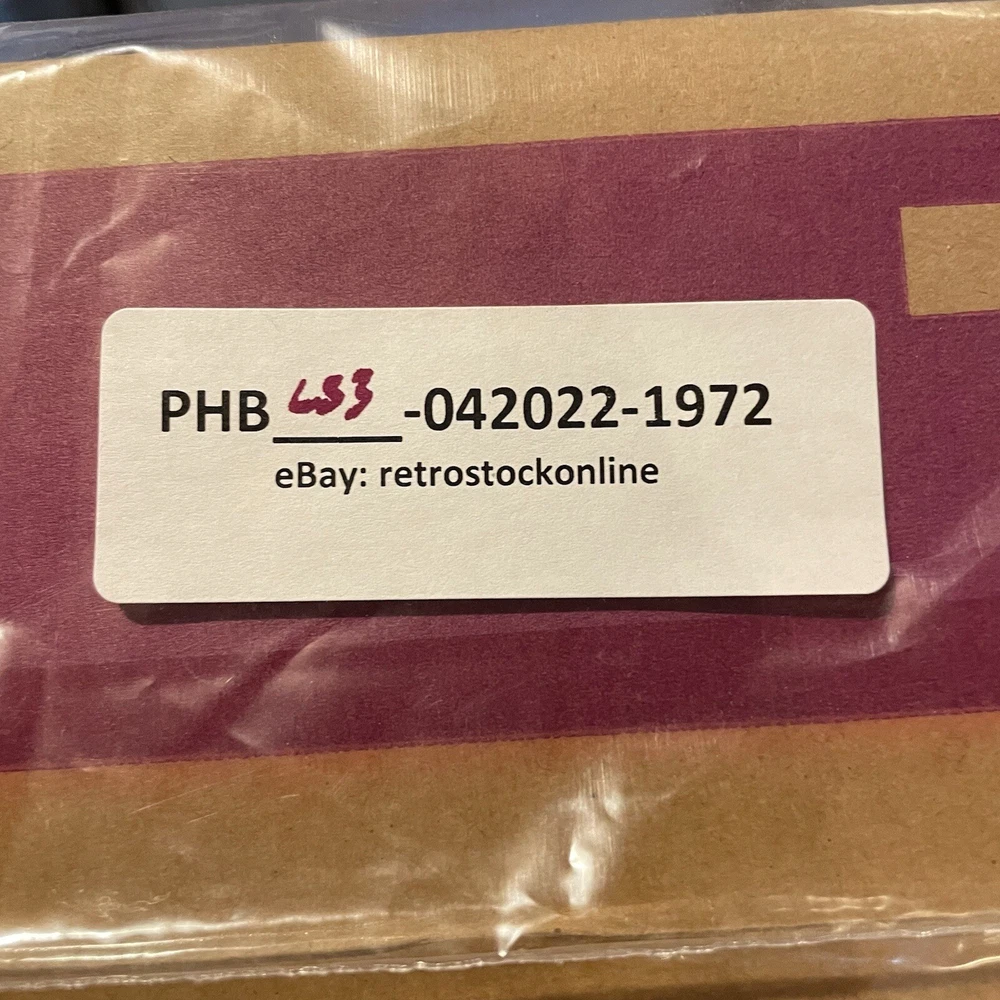 PHB_____-042022-1972
eBay: retrostockonline